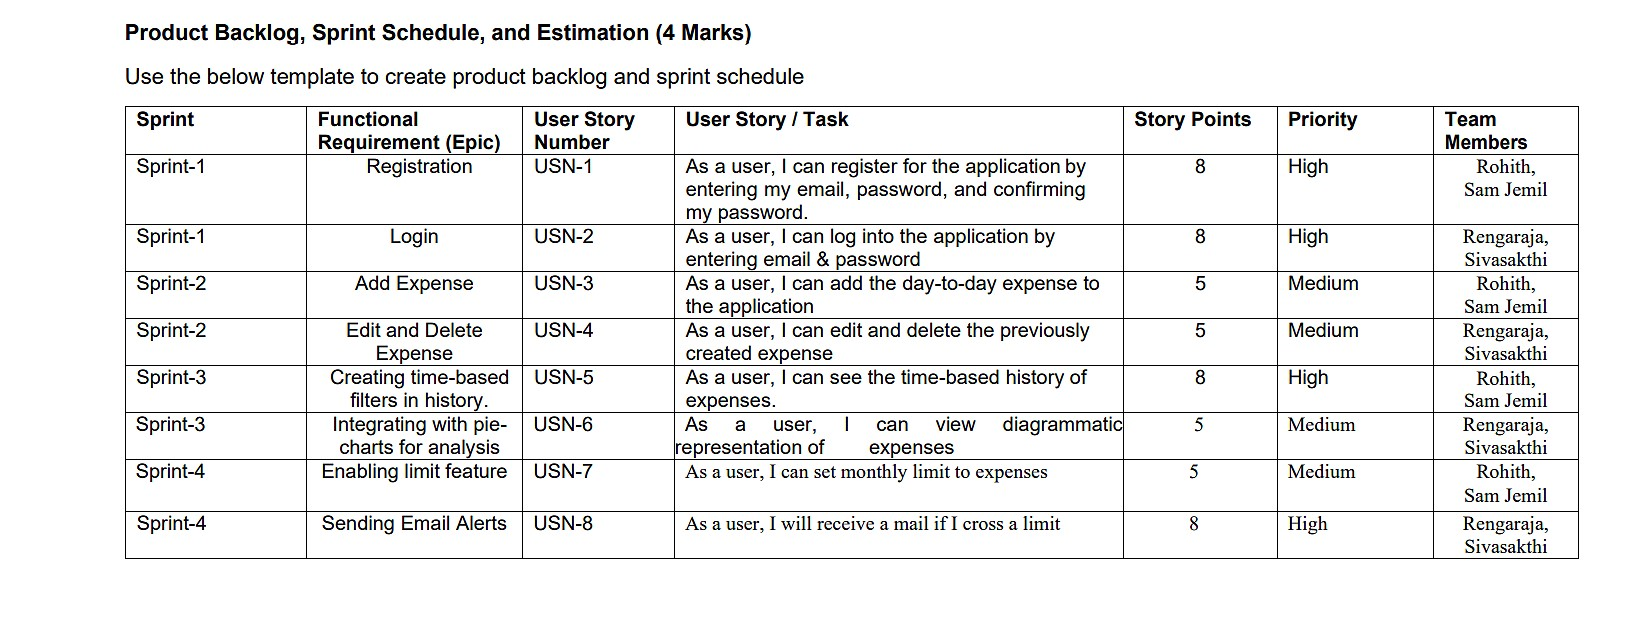 Product Backlog, Sprint Schedule, and Estimation (4 Marks)
Use the below template to create product backlog and sprint schedule
Sprint Functional Requirement (Epic) User Story Number User Story / Task Story Points Priority Team Members
Sprint-1 Registration USN-1 As a user, I can register for the application by entering my email, password, and confirming my password. 8 High Rohith, Sam Jemil
Sprint-1 Login USN-2 As a user, I can log into the application by entering email & password 8 High Rengaraja, Sivasakthi
Sprint-2 Add Expense USN-3 As a user, I can add the day-to-day expense to the application 5 Medium Rohith, Sam Jemil
Sprint-2 Edit and Delete Expense USN-4 As a user, I can edit and delete the previously created expense 5 Medium Rengaraja, Sivasakthi
Sprint-3 Creating time-based filters in history. USN-5 As a user, I can see the time-based history of expenses. 8 High Rohith, Sam Jemil
Sprint-3 Integrating with pie-charts for analysis USN-6 As a user, I can view diagrammatic representation of expenses 5 Medium Rengaraja, Sivasakthi
Sprint-4 Enabling limit feature USN-7 As a user, I can set monthly limit to expenses 5 Medium Rohith, Sam Jemil
Sprint-4 Sending Email Alerts USN-8 As a user, I will receive a mail if I cross a limit 8 High Rengaraja, Sivasakthi